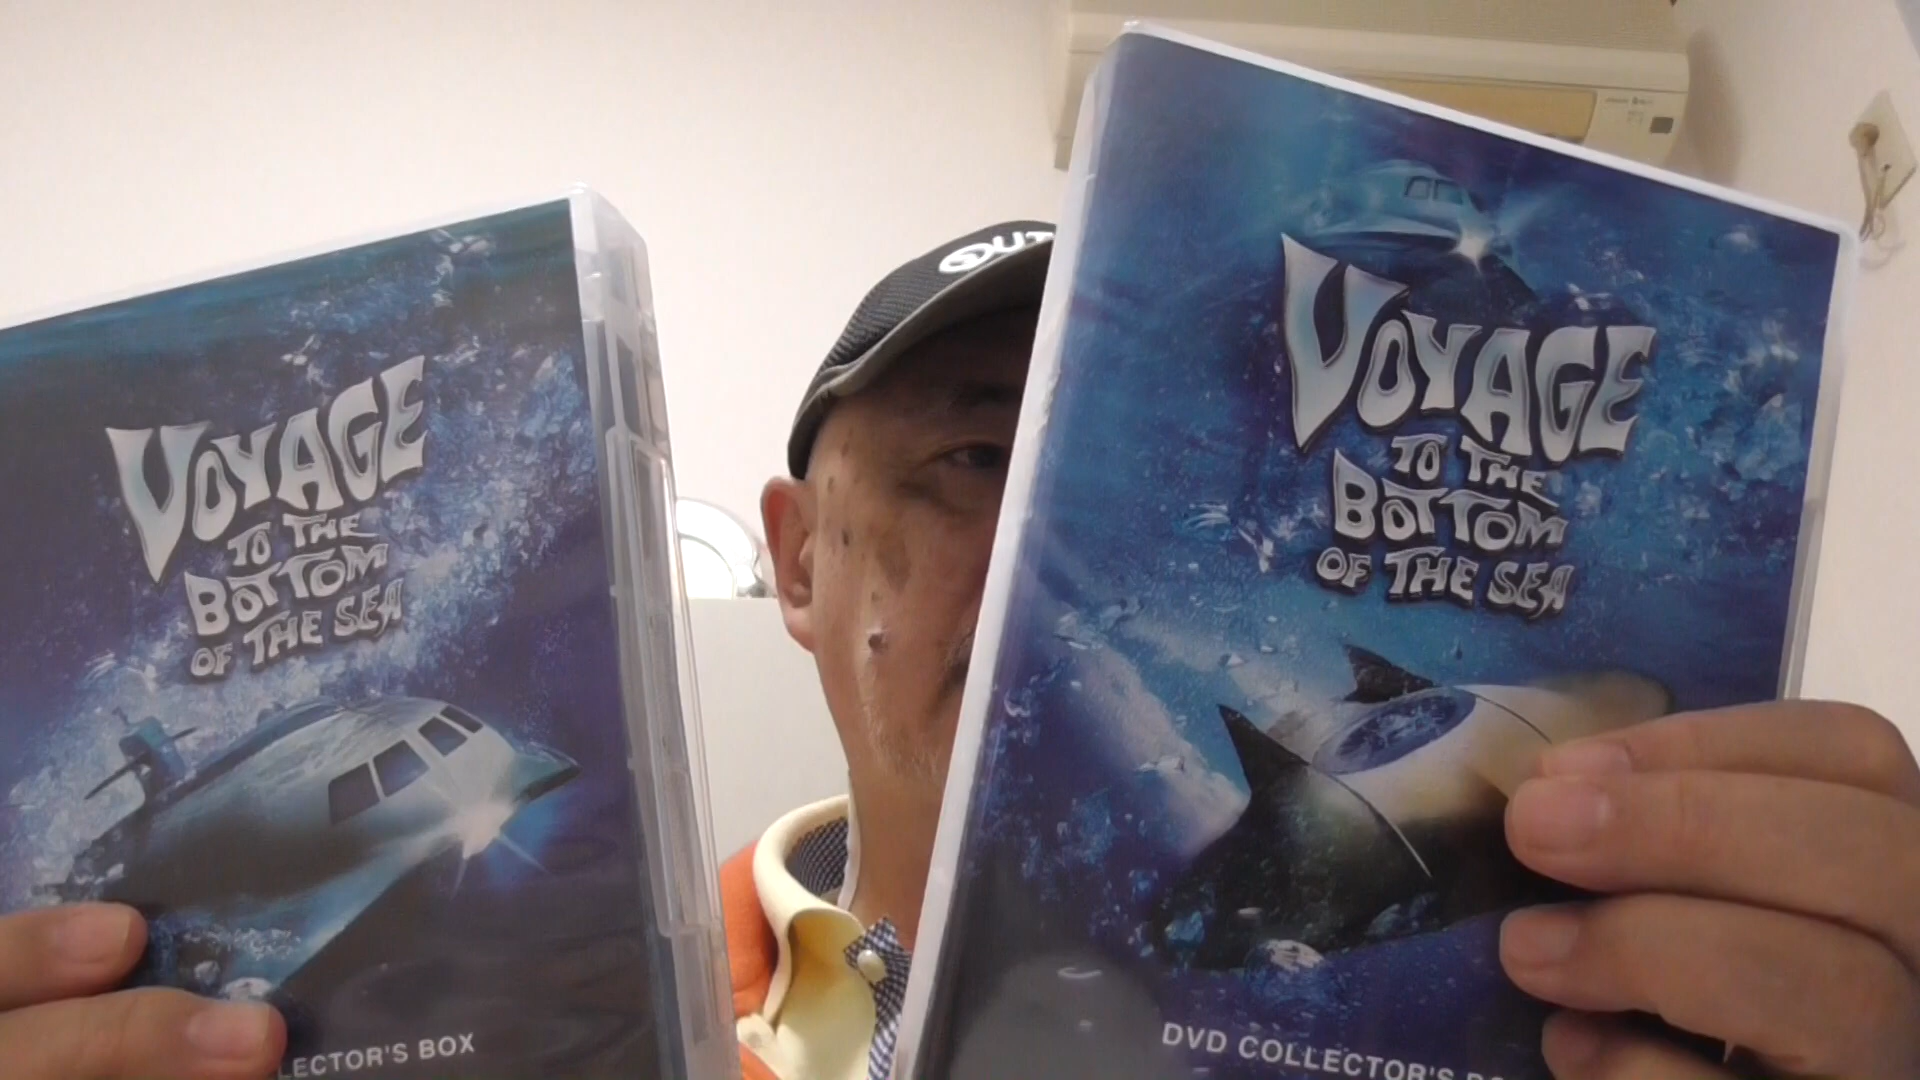 VOYAGE
TO THE
BOTTOM
OF THE SEA
LECTOR'S BOX
OUT
VOYAGE
TO THE
BOTTOM
OF THE SEA
DVD COLLECTOR'S BO